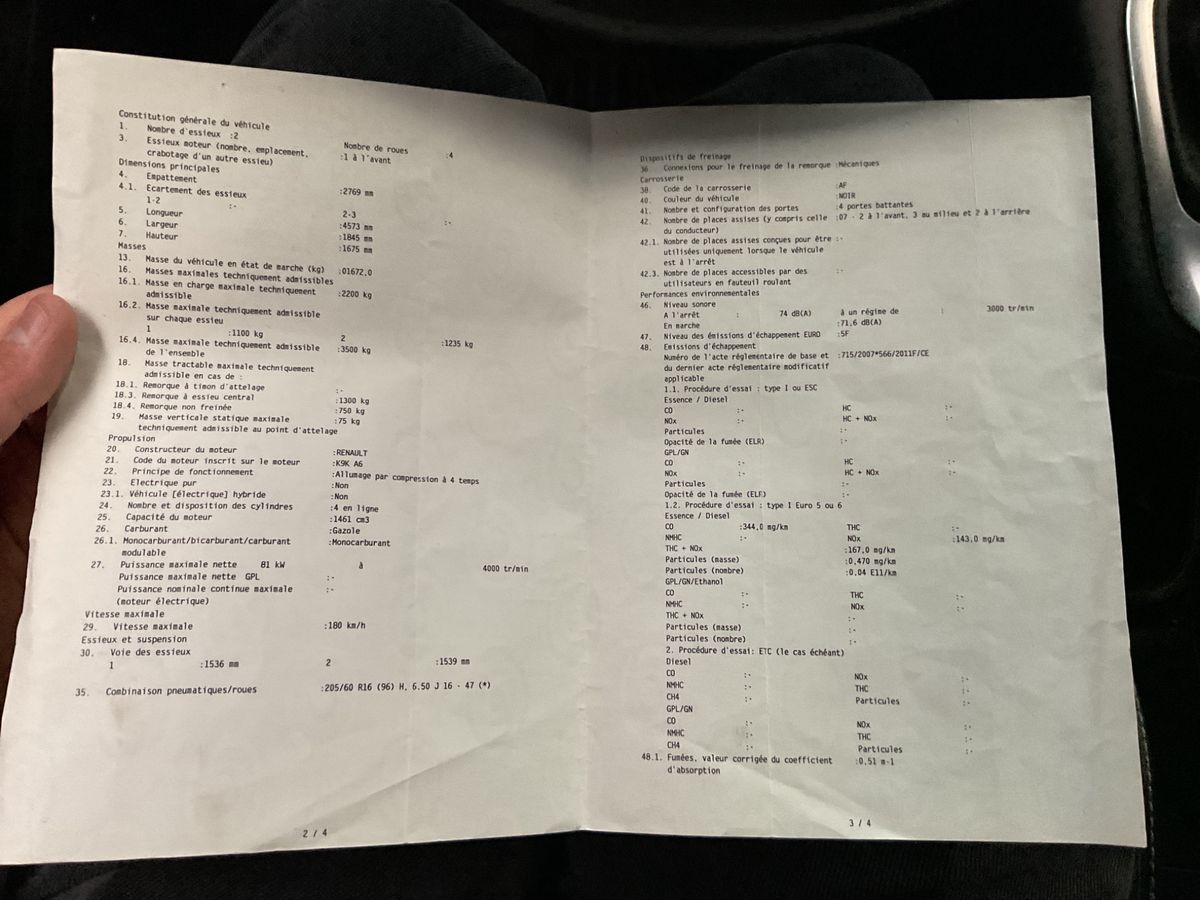 Constitution générale du véhicule
1. Nombre d'essieux :2 Nombre de roues :4
3. Essieux moteur (nombre, emplacement, :1 à l'avant
crabotage d'un autre essieu)
Dimensions principales
4. Empattement :2769 mm
4.1. Ecartement des essieux
1-2 :- 2-3 :-
5. Longueur :4573 mm
6. Largeur :1845 mm
7. Hauteur :1675 mm
Masses
13. Masse du véhicule en état de marche (kg) :01672,0
16. Masses maximales techniquement admissibles
16.1. Masse en charge maximale techniquement :2200 kg
admissible
16.2. Masse maximale techniquement admissible
sur chaque essieu
1 :1100 kg 2 :1235 kg
16.4. Masse maximale techniquement admissible :3500 kg
de l'ensemble
18. Masse tractable maximale techniquement
admissible en cas de :
18.1. Remorque à timon d'attelage :-
18.3. Remorque à essieu central :1300 kg
18.4. Remorque non freinée :750 kg
19. Masse verticale statique maximale :75 kg
techniquement admissible au point d'attelage
Propulsion
20. Constructeur du moteur :RENAULT
21. Code du moteur inscrit sur le moteur :K9K A6
22. Principe de fonctionnement :Allumage par compression à 4 temps
23. Electrique pur :Non
23.1. Véhicule [électrique] hybride :Non
24. Nombre et disposition des cylindres :4 en ligne
25. Capacité du moteur :1461 cm3
26. Carburant :Gazole
26.1. Monocarburant/bicarburant/carburant :Monocarburant
modulable
27. Puissance maximale nette 81 kW à 4000 tr/min
Puissance maximale nette GPL :-
Puissance nominale continue maximale :-
(moteur électrique)
Vitesse maximale
29. Vitesse maximale :180 km/h
Essieux et suspension
30. Voie des essieux
1 :1536 mm 2 :1539 mm
35. Combinaison pneumatiques/roues :205/60 R16 (96) H, 6.50 J 16 - 47 (*)
2 / 4
Dispositifs de freinage
36. Connexions pour le freinage de la remorque :Mécaniques
Carrosserie
38. Code de la carrosserie :AF
40. Couleur du véhicule :NOIR
41. Nombre et configuration des portes :4 portes battantes
42. Nombre de places assises (y compris celle :07 - 2 à l'avant, 3 au milieu et 2 à l'arrière
du conducteur)
42.1. Nombre de places assises conçues pour être :-
utilisées uniquement lorsque le véhicule
est à l'arrêt
42.3. Nombre de places accessibles par des :-
utilisateurs en fauteuil roulant
Performances environnementales
46. Niveau sonore
A l'arrêt : 74 dB(A) à un régime de : 3000 tr/min
En marche :71,6 dB(A)
47. Niveau des émissions d'échappement EURO :5F
48. Emissions d'échappement
Numéro de l'acte réglementaire de base et :715/2007*566/2011F/CE
du dernier acte réglementaire modificatif
applicable
1.1. Procédure d'essai : type I ou ESC
Essence / Diesel
CO :- HC :-
NOx :- HC + NOx :-
Particules :-
Opacité de la fumée (ELR) :-
GPL/GN
CO :- HC :-
NOx :- HC + NOx :-
Particules :-
Opacité de la fumée (ELF) :-
1.2. Procédure d'essai : type I Euro 5 ou 6
Essence / Diesel
CO :344,0 mg/km THC :-
NMHC :- NOx :143,0 mg/km
THC + NOx :167,0 mg/km
Particules (masse) :0,470 mg/km
Particules (nombre) :0,04 E11/km
GPL/GN/Ethanol
CO :- THC :-
NMHC :- NOx :-
THC + NOx :-
Particules (masse) :-
Particules (nombre) :-
2. Procédure d'essai: ETC (le cas échéant)
Diesel
CO :- NOx :-
NMHC :- THC :-
CH4 :- Particules :-
GPL/GN
CO :- NOx :-
NMHC :- THC :-
CH4 :- Particules :-
48.1. Fumées, valeur corrigée du coefficient :0,51 m-1
d'absorption
3 / 4